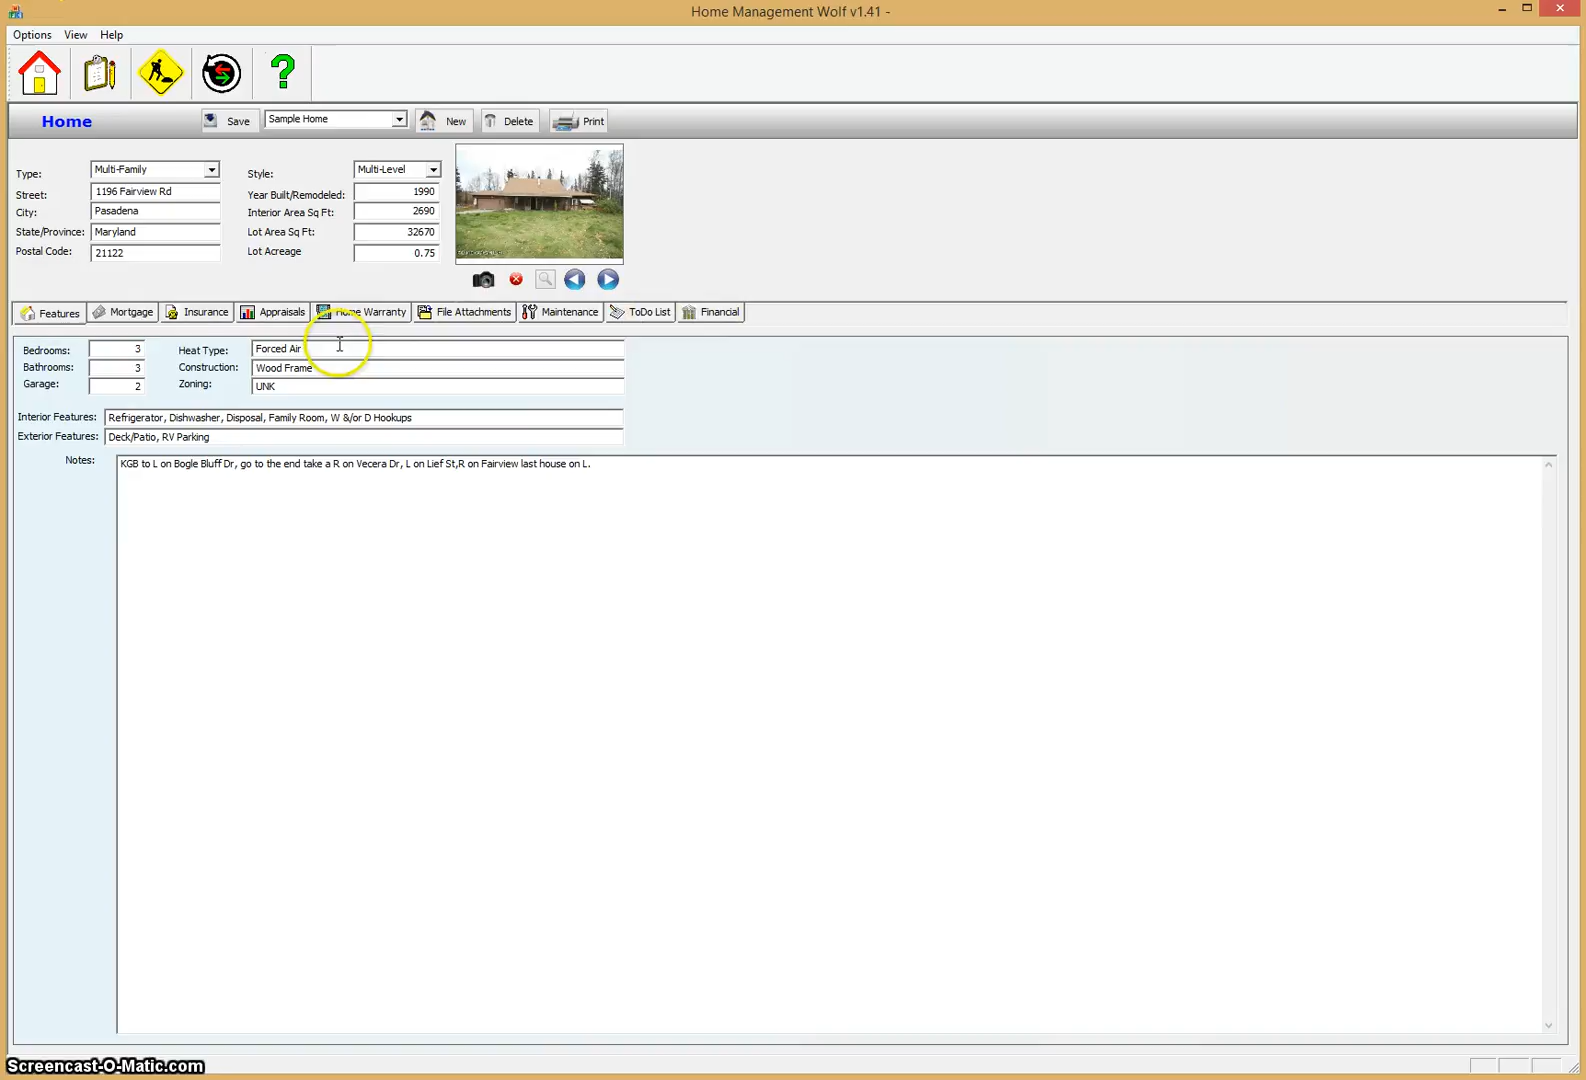 Home Management Wolf v1.41 -
Options View Help
Home Save Sample Home New Delete Print
Type: Multi-Family Style: Multi-Level
Street: 1196 Fairview Rd Year Built/Remodeled: 1990
City: Pasadena Interior Area Sq Ft: 2690
State/Province: Maryland Lot Area Sq Ft: 32670
Postal Code: 21122 Lot Acreage 0.75
Features Mortgage Insurance Appraisals Home Warranty File Attachments Maintenance ToDo List Financial
Bedrooms: 3 Heat Type: Forced Air
Bathrooms: 3 Construction: Wood Frame
Garage: 2 Zoning: UNK
Interior Features: Refrigerator, Dishwasher, Disposal, Family Room, W &/or D Hookups
Exterior Features: Deck/Patio, RV Parking
Notes: KGB to L on Bogle Bluff Dr, go to the end take a R on Vecera Dr, L on Lief St,R on Fairview last house on L.
Screencast-O-Matic.com